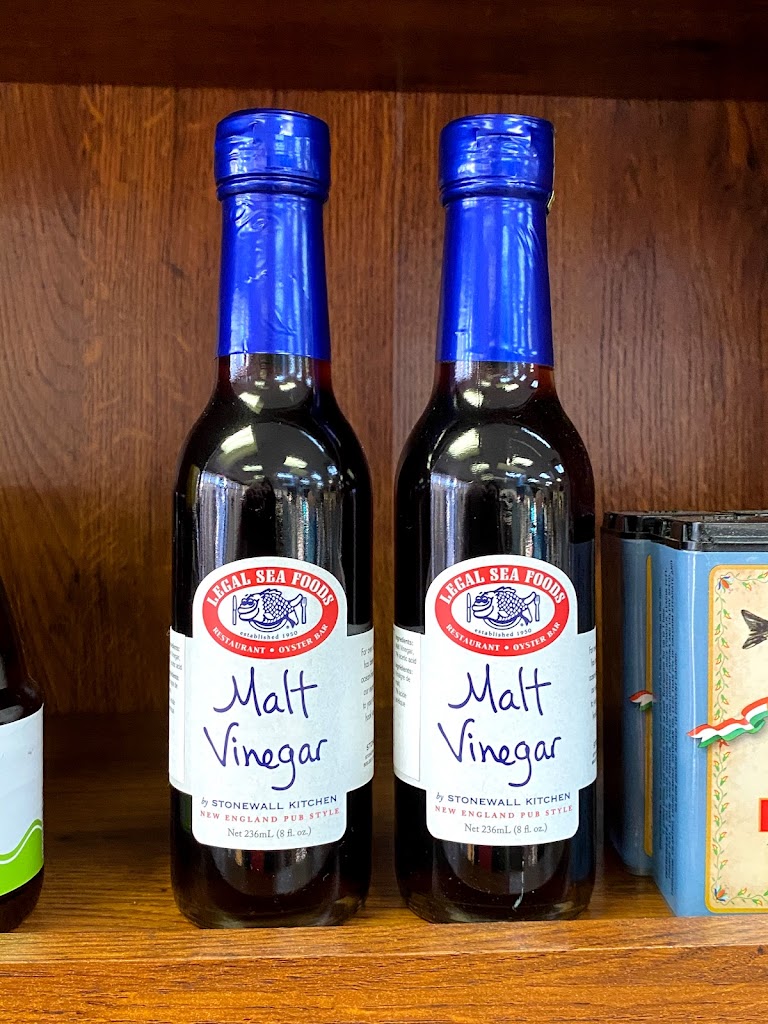 LEGAL SEA FOODS
established 1950
RESTAURANT • OYSTER BAR
Malt
Vinegar
by STONEWALL KITCHEN
NEW ENGLAND PUB STYLE
Net 236mL (8 fl. oz.)
LEGAL SEA FOODS
established 1950
RESTAURANT • OYSTER BAR
Malt
Vinegar
by STONEWALL KITCHEN
NEW ENGLAND PUB STYLE
Net 236mL (8 fl. oz.)